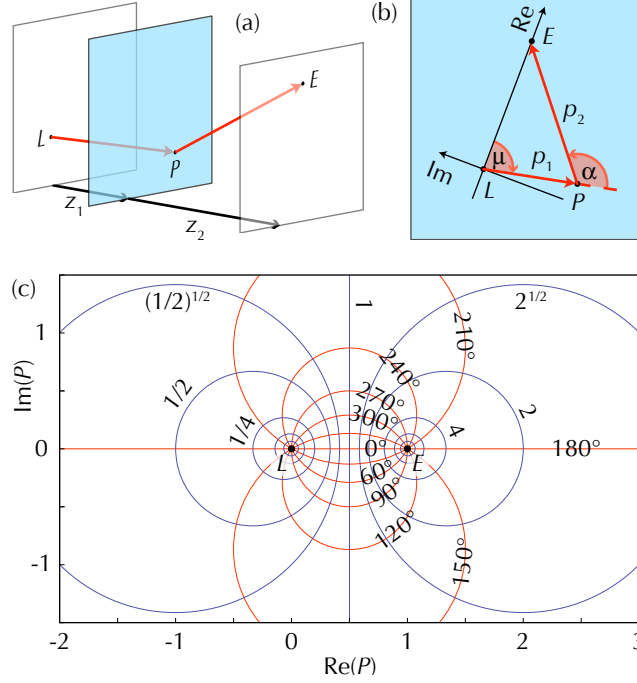 (a)
L
P
E
z1
z2
(b)
Re
E
p2
μ
p1
α
Im
L
P
(c)
(1/2)1/2
1
21/2
210°
240°
1/2
270°
2
300°
1/4
4
0°
180°
L
E
60°
90°
120°
150°
Im(P)
1
0
-1
-2
-1
0
1
2
3
Re(P)